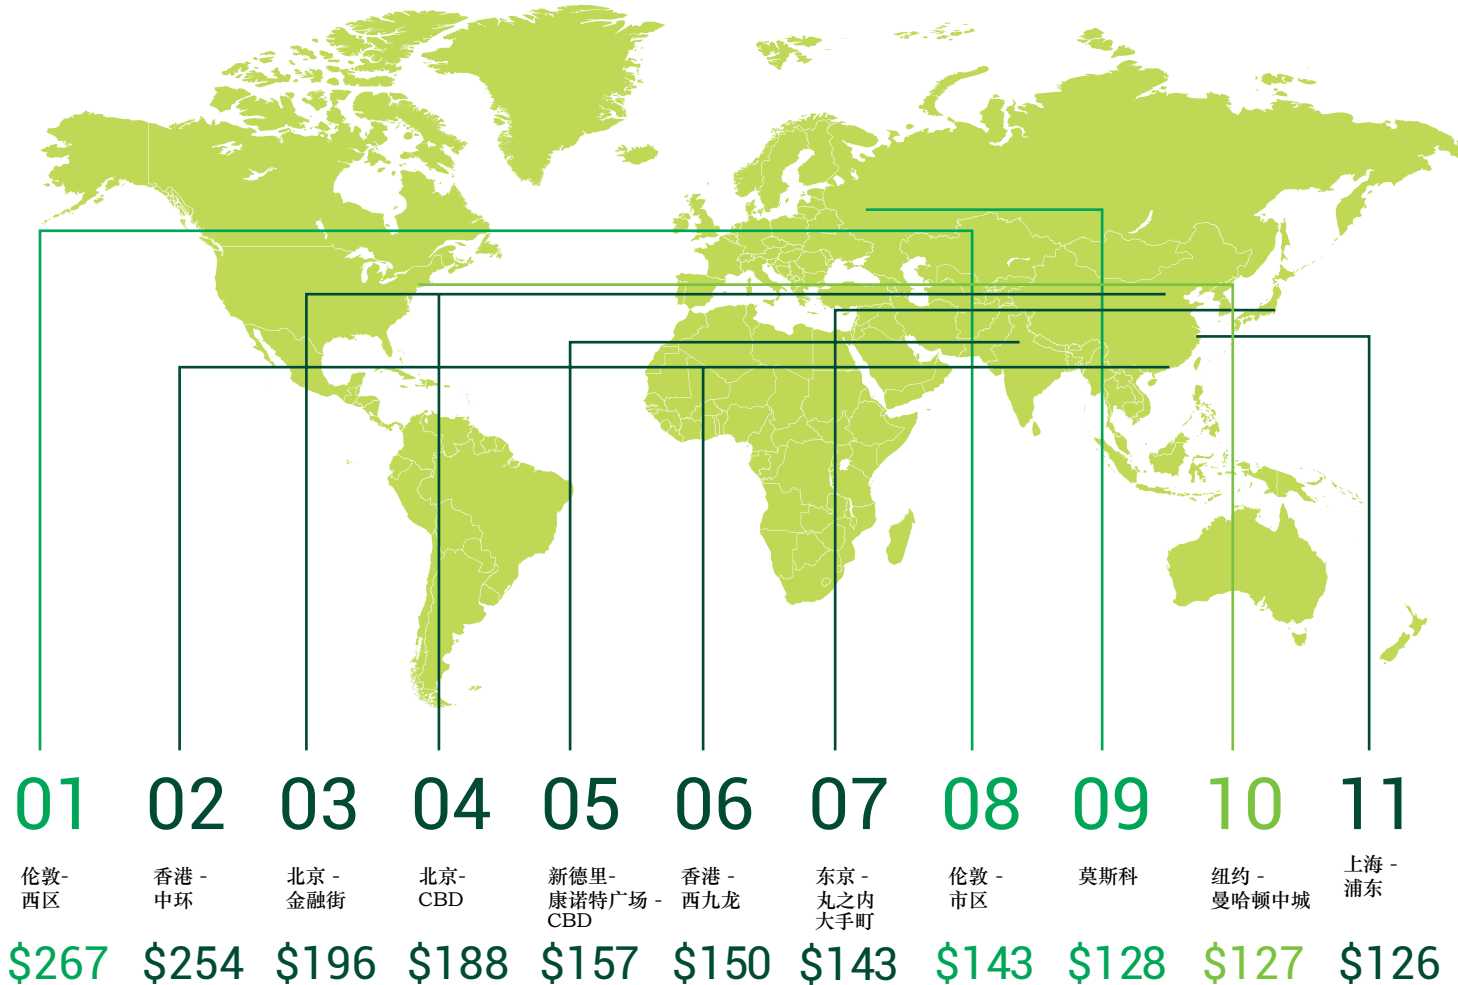 01
伦敦-
西区
$267
02
香港 -
中环
$254
03
北京 -
金融街
$196
04
北京-
CBD
$188
05
新德里-
康诺特广场 -
CBD
$157
06
香港 -
西九龙
$150
07
东京 -
丸之内
大手町
$143
08
伦敦 -
市区
$143
09
莫斯科
$128
10
纽约 -
曼哈顿中城
$127
11
上海 -
浦东
$126